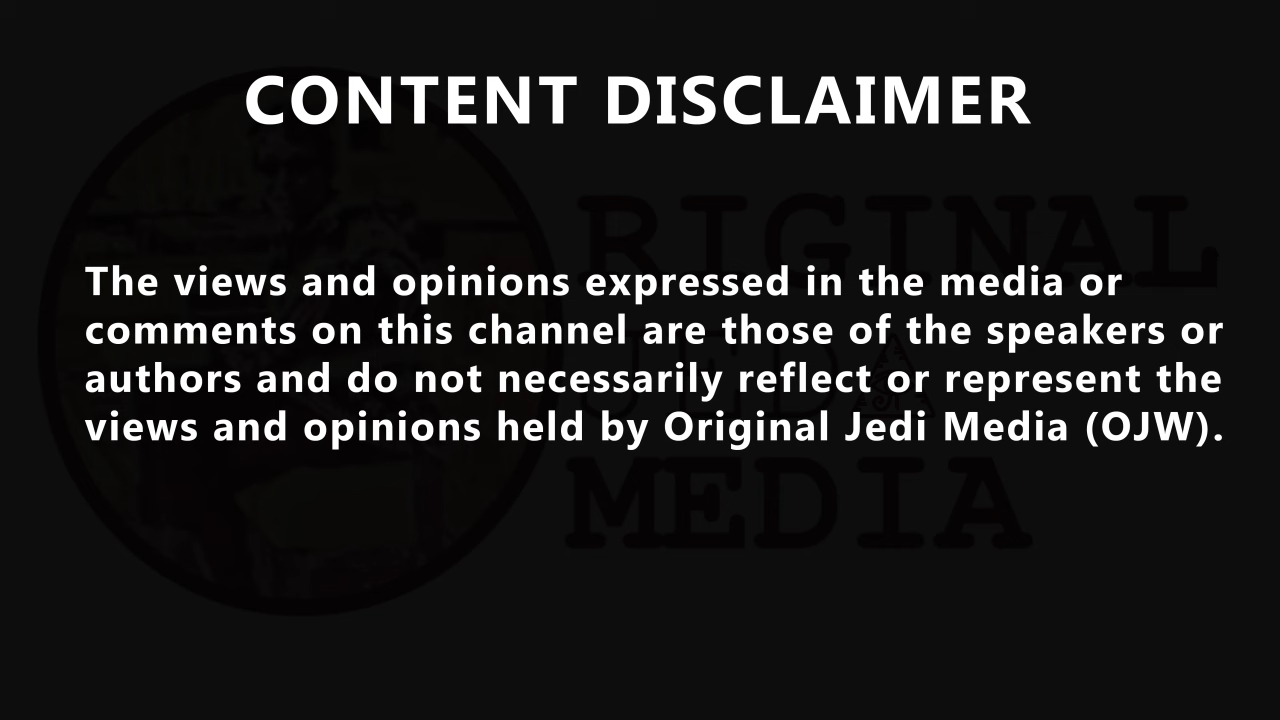 CONTENT DISCLAIMER
RIGINAL
The views and opinions expressed in the media or
comments on this channel are those of the speakers or
authors and do not necessarily reflect or represent the
views and opinions held by Original Jedi Media (OJW).
MEDIA